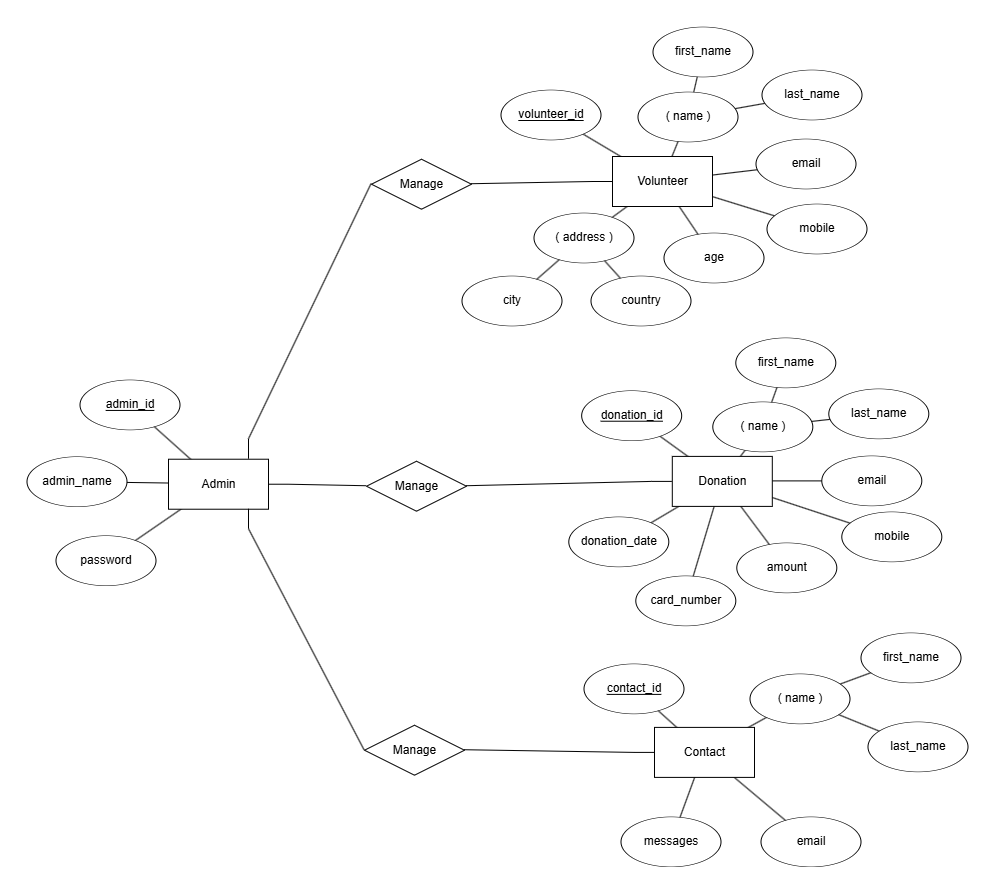 first_name
last_name
( name )
volunteer_id
email
Volunteer
Manage
mobile
( address )
age
city
country
first_name
admin_id
donation_id
last_name
( name )
admin_name
Admin
Manage
Donation
email
password
donation_date
mobile
amount
card_number
first_name
contact_id
( name )
last_name
Manage
Contact
messages
email